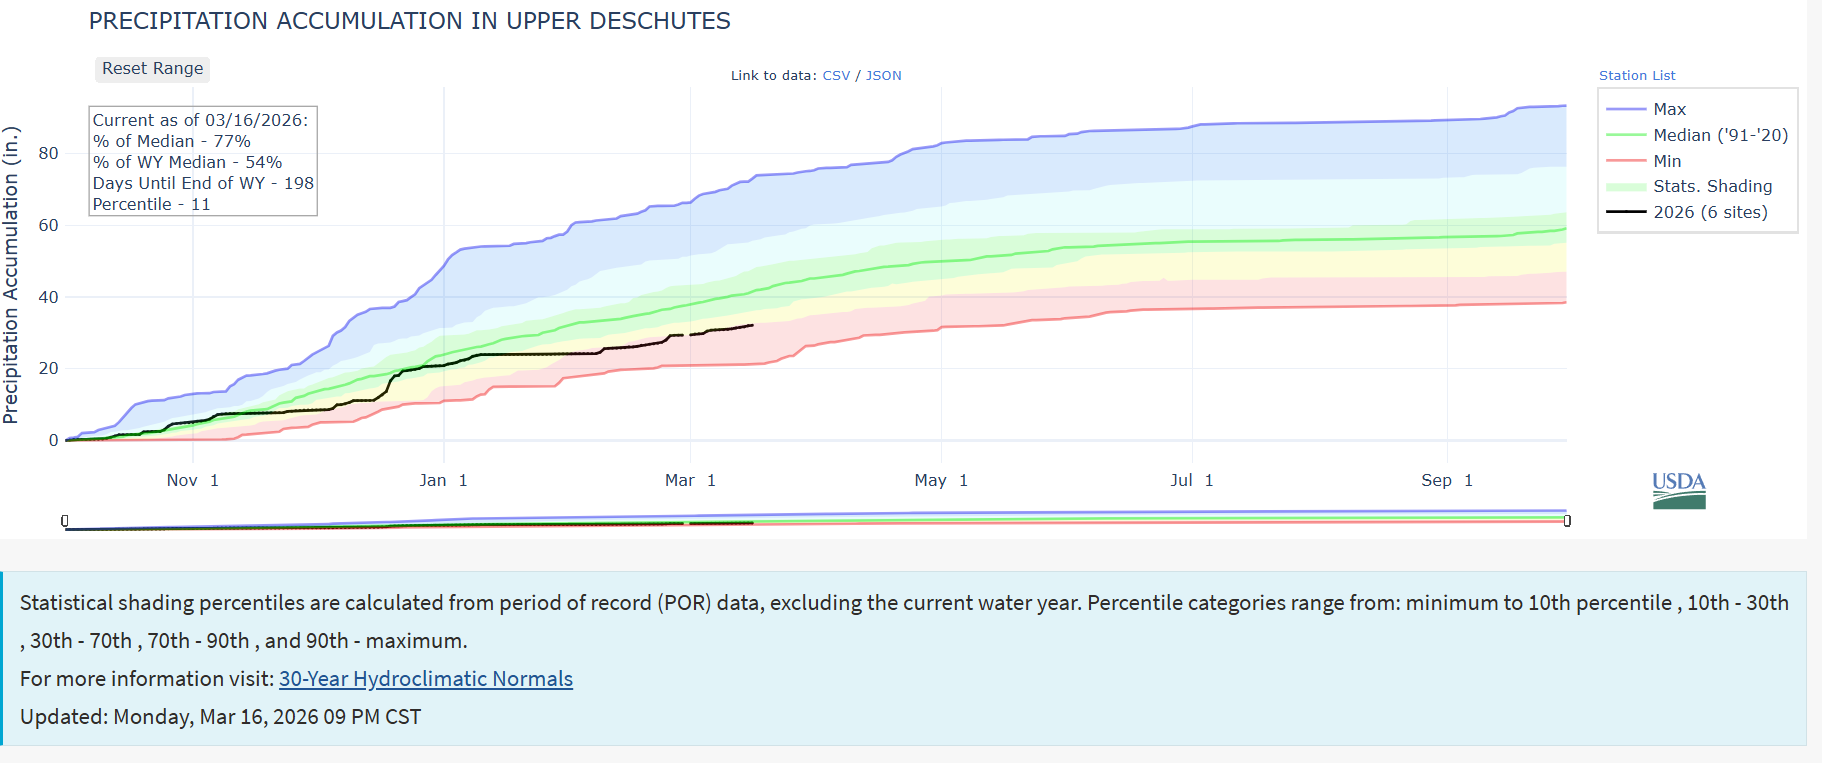 PRECIPITATION ACCUMULATION IN UPPER DESCHUTES
Reset Range
Link to data: CSV / JSON
Station List
Current as of 03/16/2026:
% of Median - 77%
% of WY Median - 54%
Days Until End of WY - 198
Percentile - 11
Max
Median ('91-'20)
Min
Stats. Shading
2026 (6 sites)
Precipitation Accumulation (in.)
80
60
40
20
0
Nov 1
Jan 1
Mar 1
May 1
Jul 1
Sep 1
USDA
Statistical shading percentiles are calculated from period of record (POR) data, excluding the current water year. Percentile categories range from: minimum to 10th percentile , 10th - 30th
, 30th - 70th , 70th - 90th , and 90th - maximum.
For more information visit: 30-Year Hydroclimatic Normals
Updated: Monday, Mar 16, 2026 09 PM CST